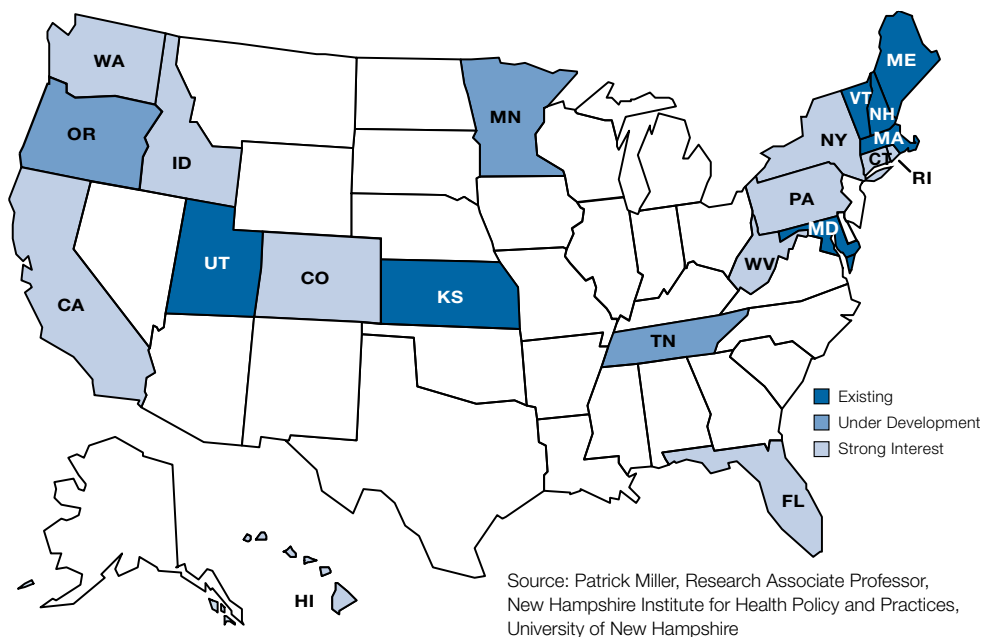 WA
ME
VT
NH
MN
OR
MA
NY
CT
ID
RI
PA
MD
UT
WV
CO
KS
CA
TN
Existing
Under Development
Strong Interest
FL
HI
Source: Patrick Miller, Research Associate Professor,
New Hampshire Institute for Health Policy and Practices,
University of New Hampshire